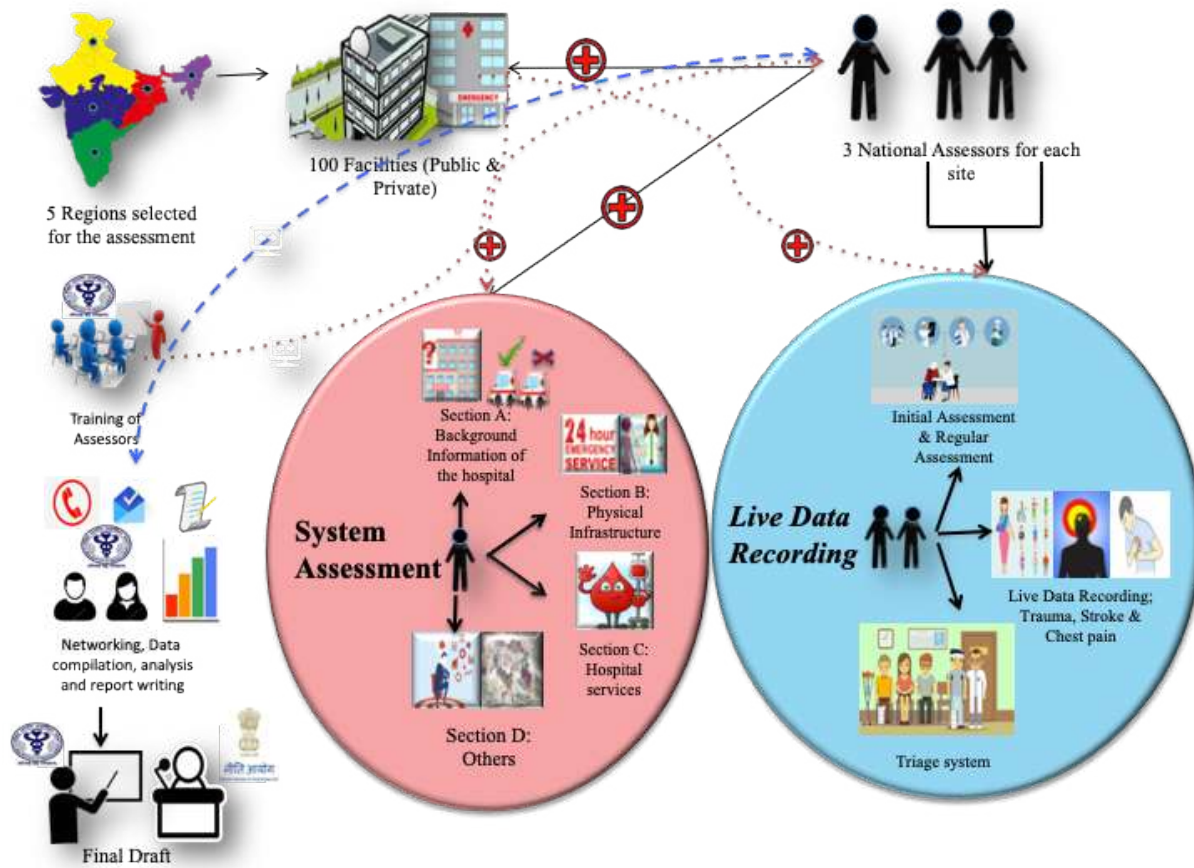 5 Regions selected
for the assessment
EMERGENCY
100 Facilities (Public &
Private)
3 National Assessors for each
site
Training of
Assessors
Networking, Data
compilation, analysis
and report writing
नीति आयोग
Final Draft
System
Assessment
Section A:
Background
Information of
the hospital
24 hour
EMERGENCY
SERVICE
Section B:
Physical
Infrastructure
Section C:
Hospital
services
Section D:
Others
Live Data
Recording
Initial Assessment
& Regular
Assessment
Live Data Recording;
Trauma, Stroke &
Chest pain
Triage system